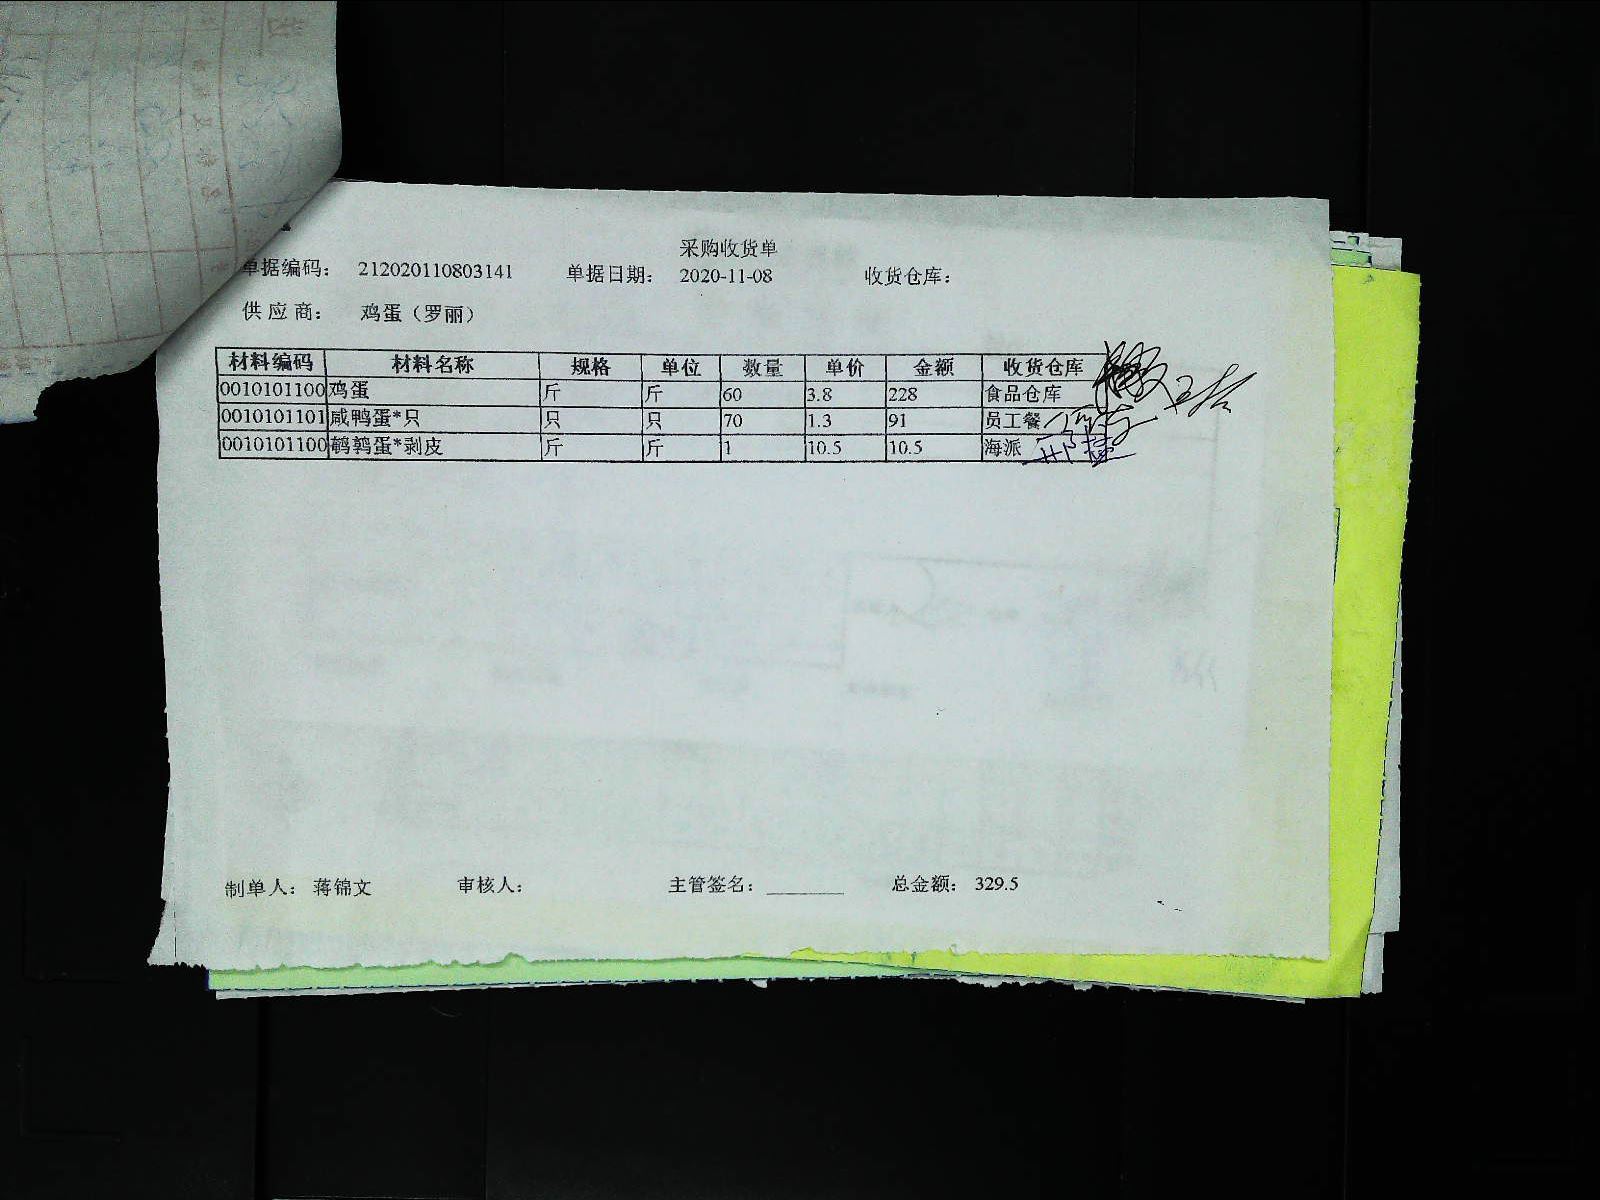 采购收货单
单据编码: 212020110803141 单据日期: 2020-11-08 收货仓库:
供应商: 鸡蛋（罗丽）
材料编码 材料名称 规格 单位 数量 单价 金额 收货仓库
0010101100 鸡蛋 斤 斤 60 3.8 228 食品仓库
0010101101 咸鸭蛋*只 只 只 70 1.3 91 员工餐
0010101100 鹌鹑蛋*剥皮 斤 斤 1 10.5 10.5 海派
制单人: 蒋锦文 审核人: 主管签名: 总金额: 329.5